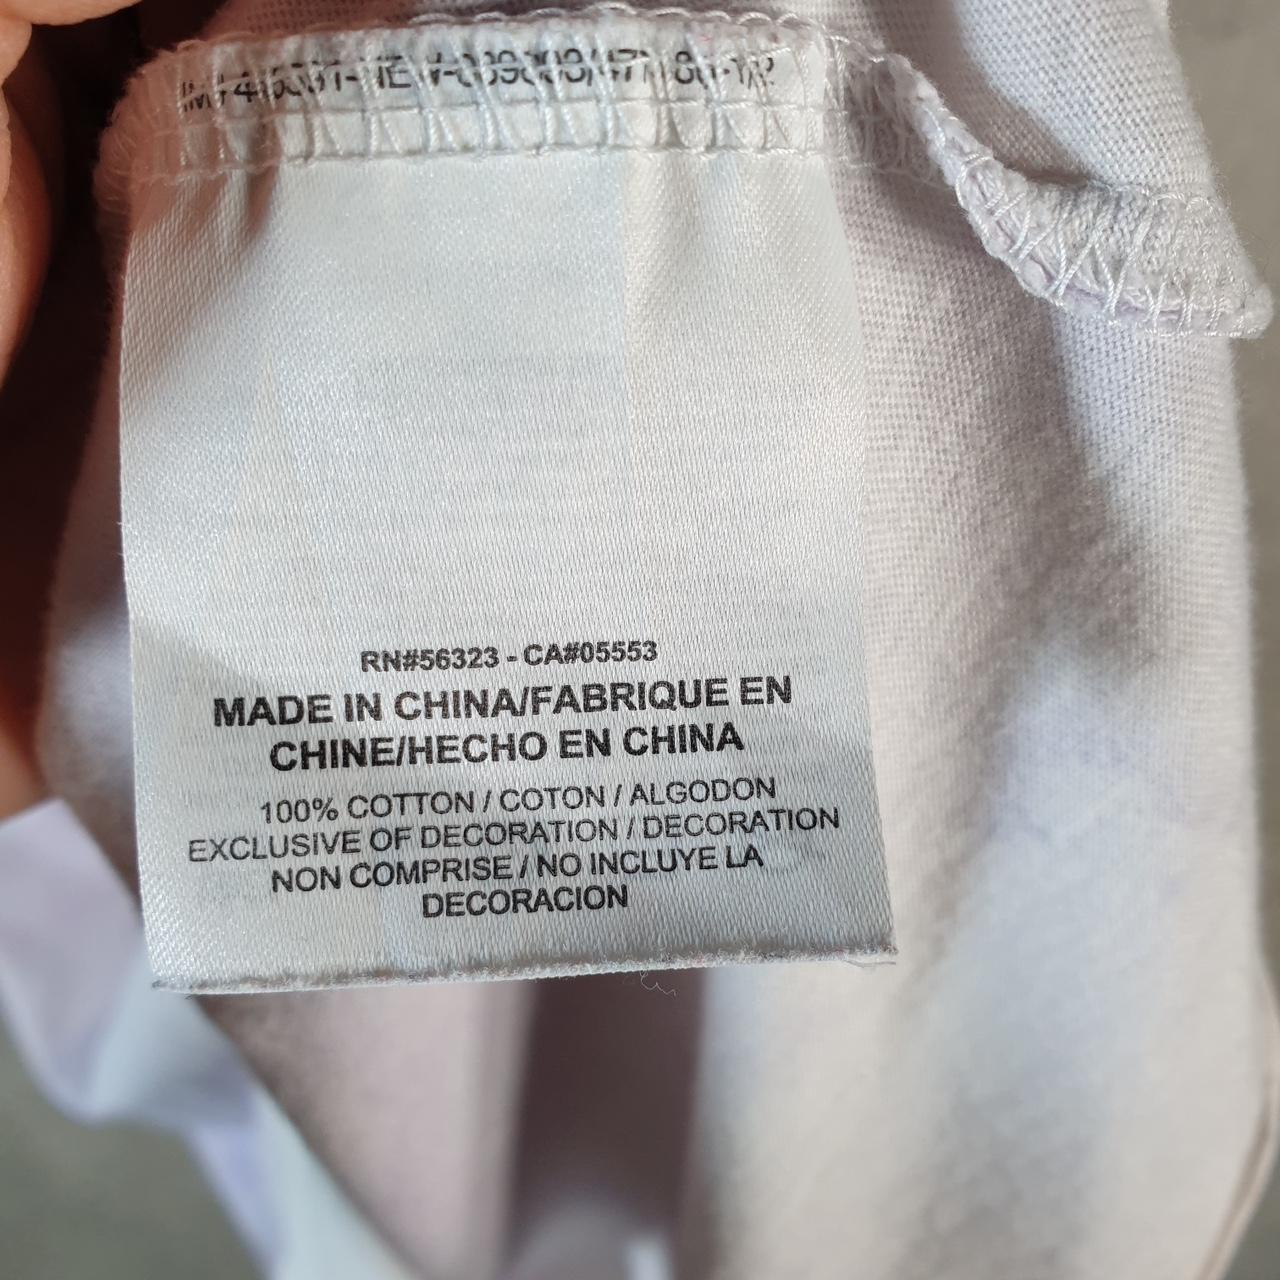 RN#56323 - CA#05553
MADE IN CHINA/FABRIQUE EN
CHINE/HECHO EN CHINA
100% COTTON / COTON / ALGODON
EXCLUSIVE OF DECORATION / DECORATION
NON COMPRISE / NO INCLUYE LA
DECORACION